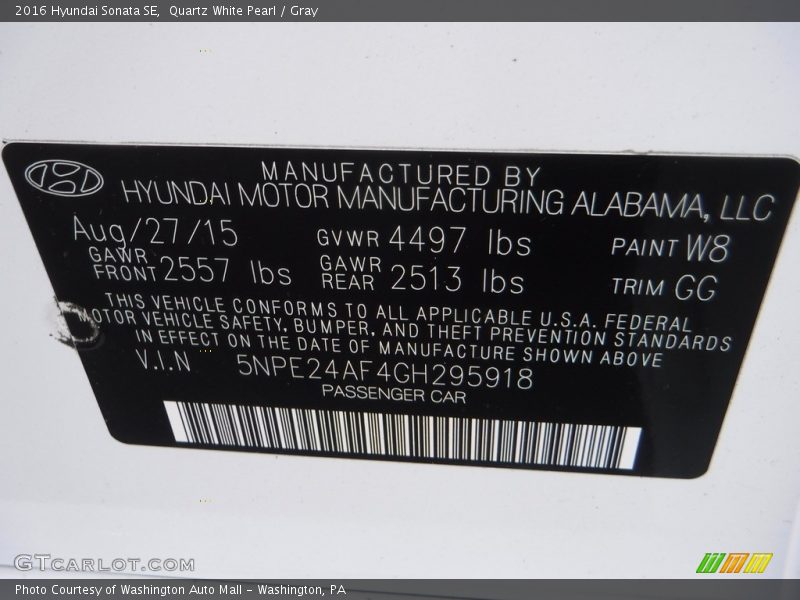 2016 Hyundai Sonata SE,  Quartz White Pearl / Gray
MANUFACTURED BY
HYUNDAI MOTOR MANUFACTURING ALABAMA, LLC
Aug/27/15 GVWR 4497 lbs PAINT W8
GAWR FRONT 2557 lbs GAWR REAR 2513 lbs TRIM GG
THIS VEHICLE CONFORMS TO ALL APPLICABLE U.S.A. FEDERAL
MOTOR VEHICLE SAFETY, BUMPER, AND THEFT PREVENTION STANDARDS
IN EFFECT ON THE DATE OF MANUFACTURE SHOWN ABOVE
V.I.N 5NPE24AF4GH295918
PASSENGER CAR
GTCARLOT.COM
Photo Courtesy of Washington Auto Mall - Washington, PA